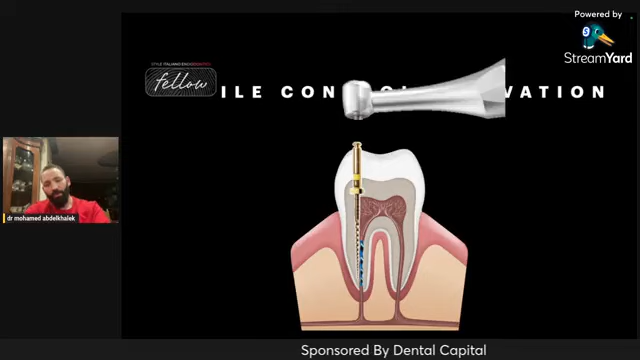 Powered by
StreamYard
STYLE ITALIANO ENDODONTICS
fellow
ILE CON
VATION
dr mohamed abdelkhalek
Sponsored By Dental Capital